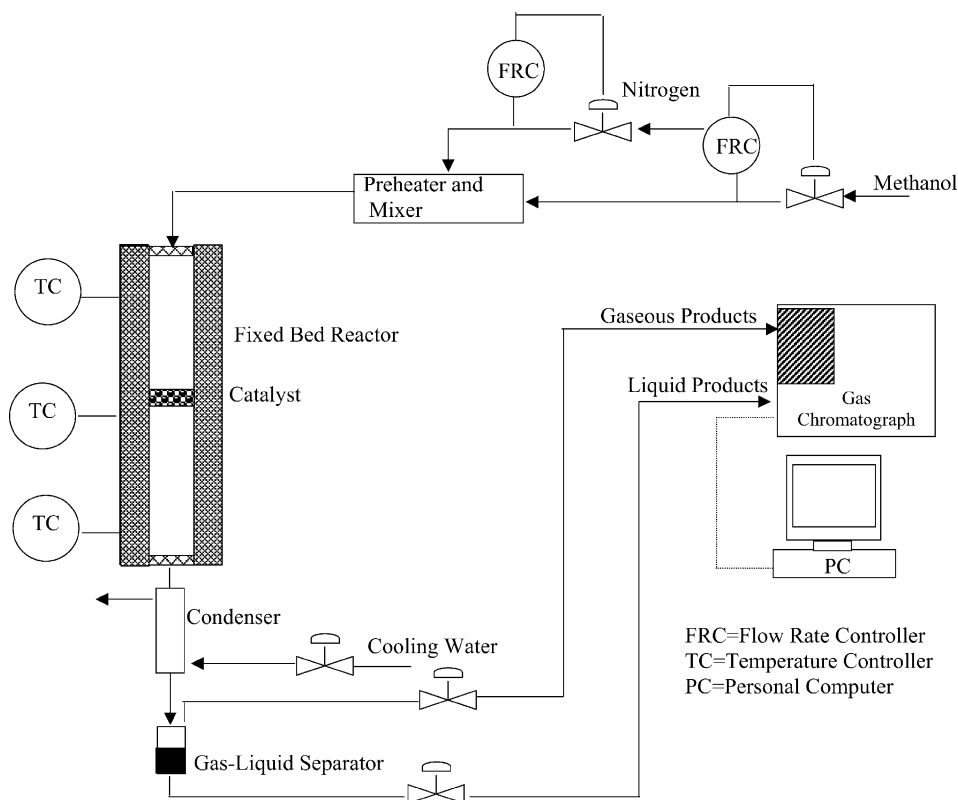 FRC
Nitrogen
FRC
Methanol
Preheater and
Mixer
TC
Fixed Bed Reactor
Catalyst
TC
TC
Gaseous Products
Liquid Products
Gas
Chromatograph
PC
Condenser
Cooling Water
Gas-Liquid Separator
FRC=Flow Rate Controller
TC=Temperature Controller
PC=Personal Computer